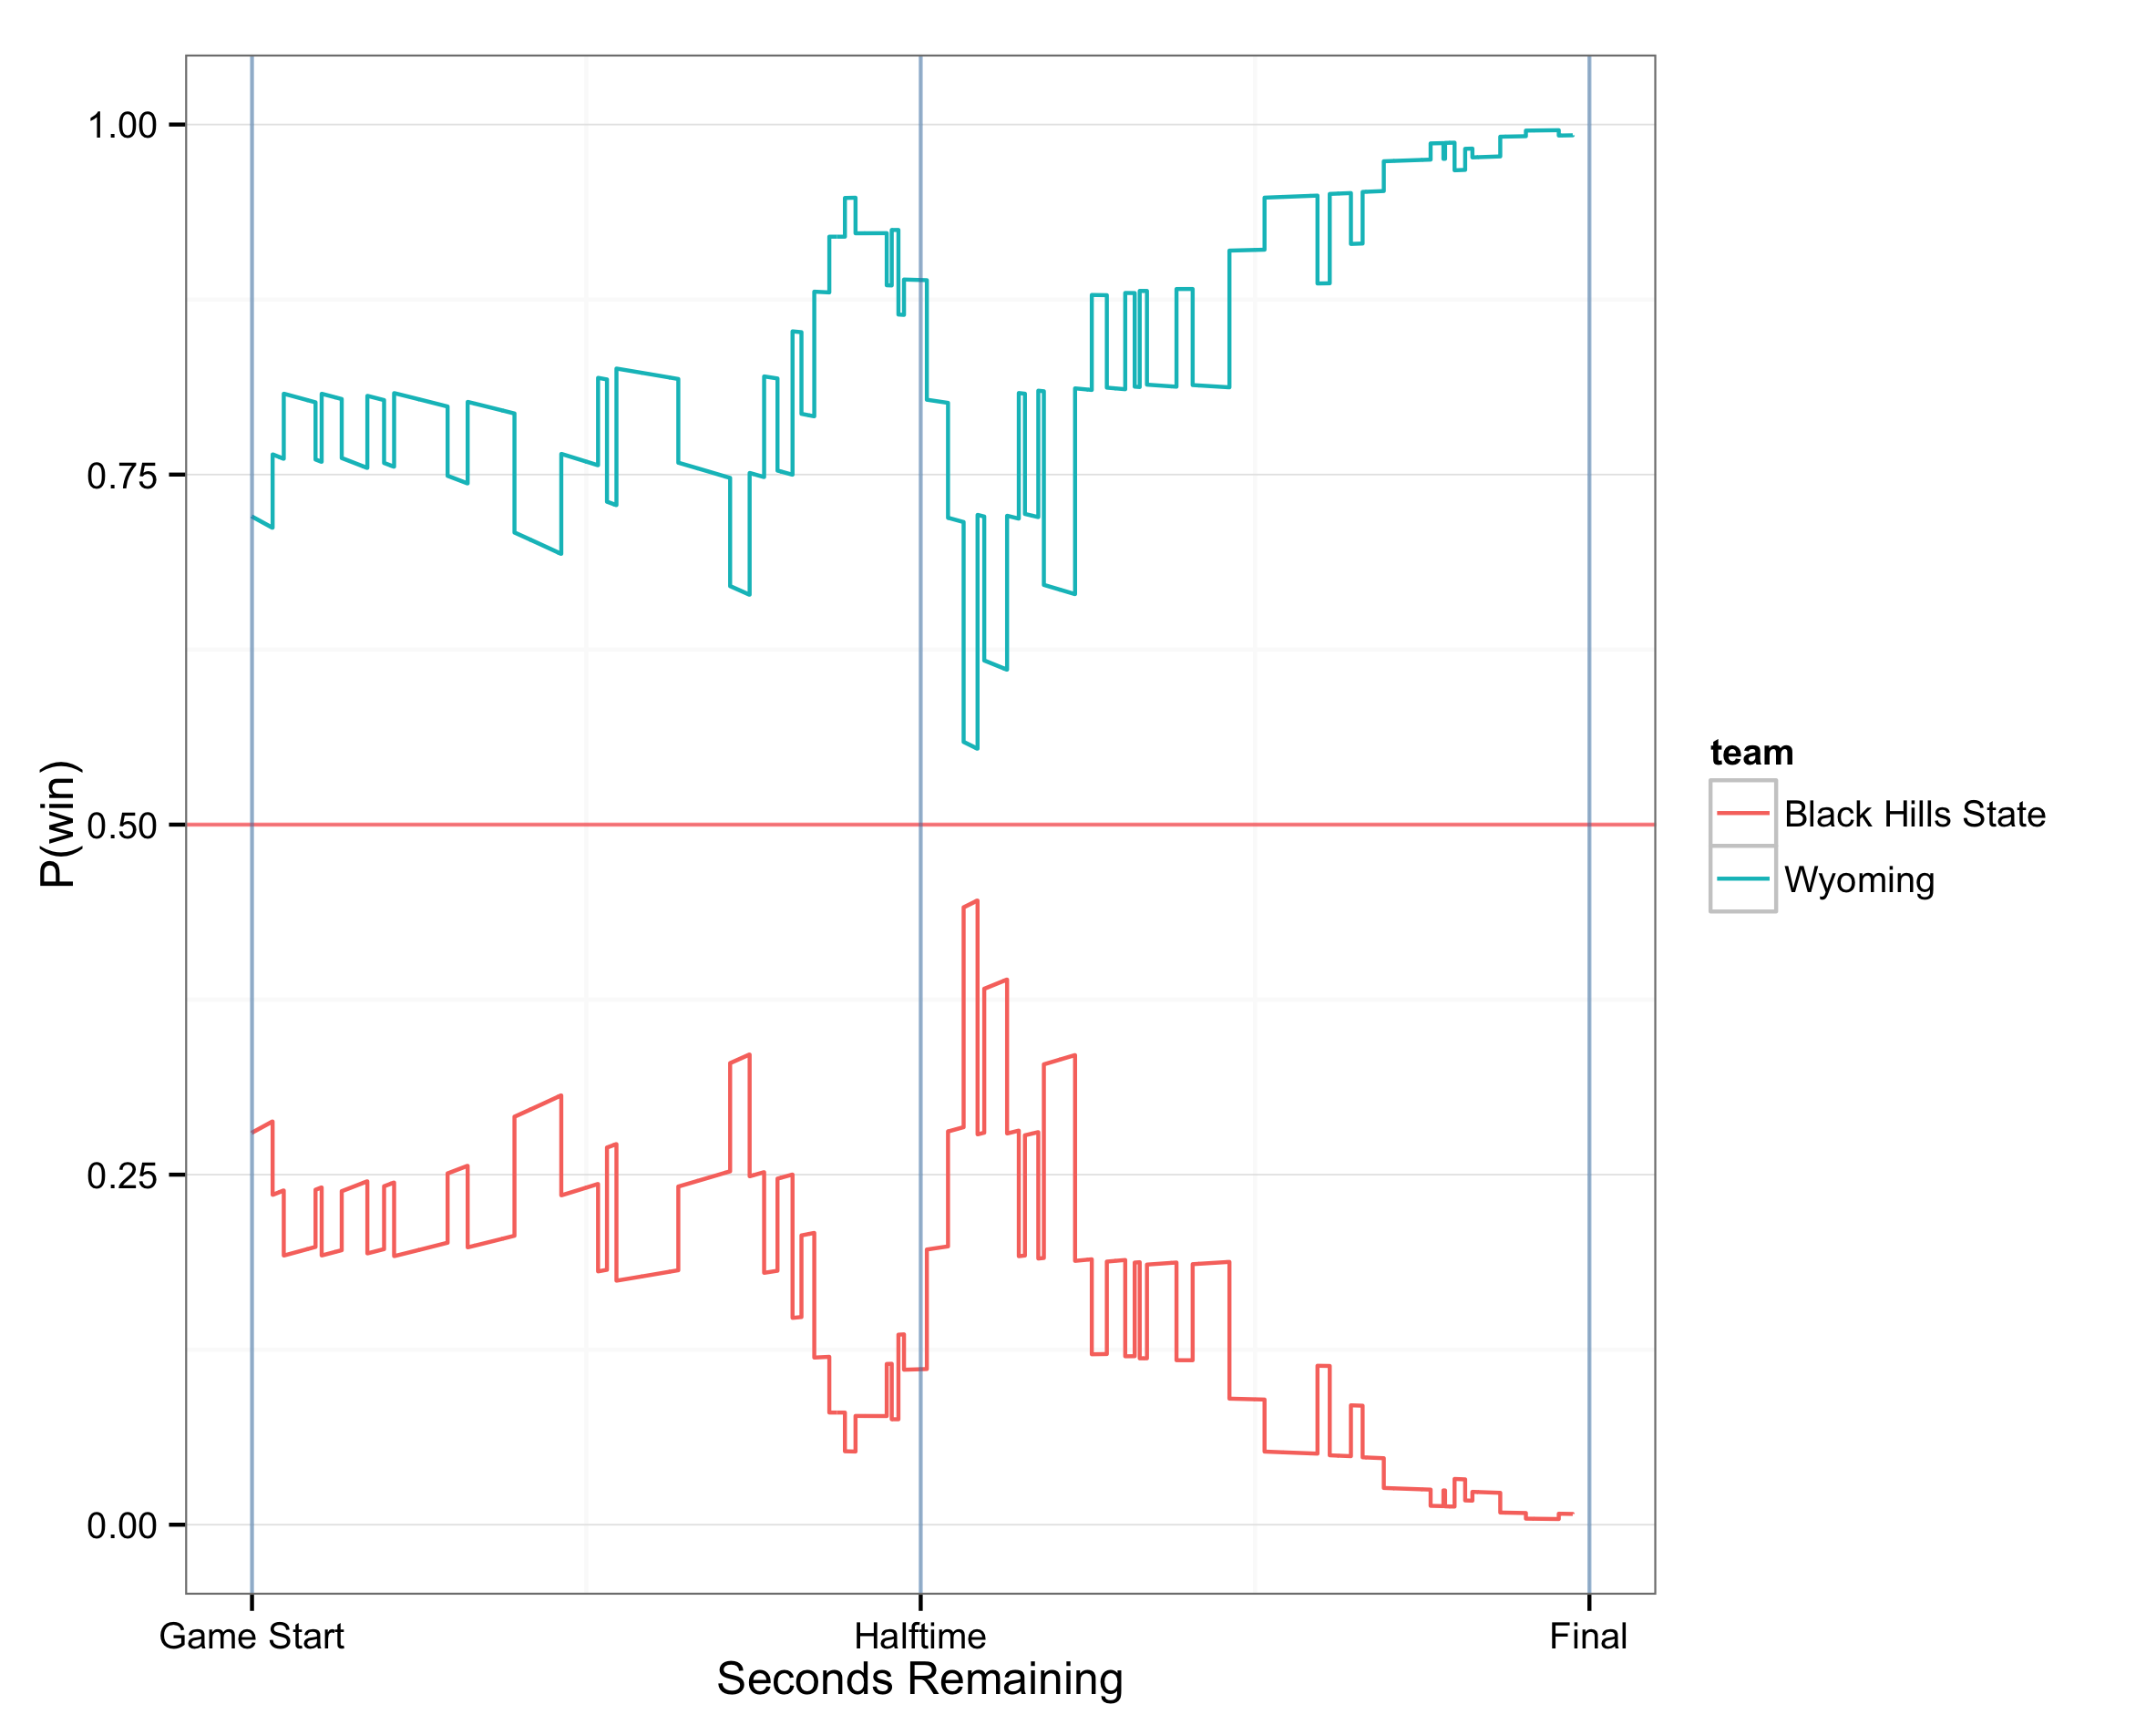 1.00
0.75
0.50
0.25
0.00
P(win)
Game Start
Halftime
Final
Seconds Remaining
team
Black Hills State
Wyoming